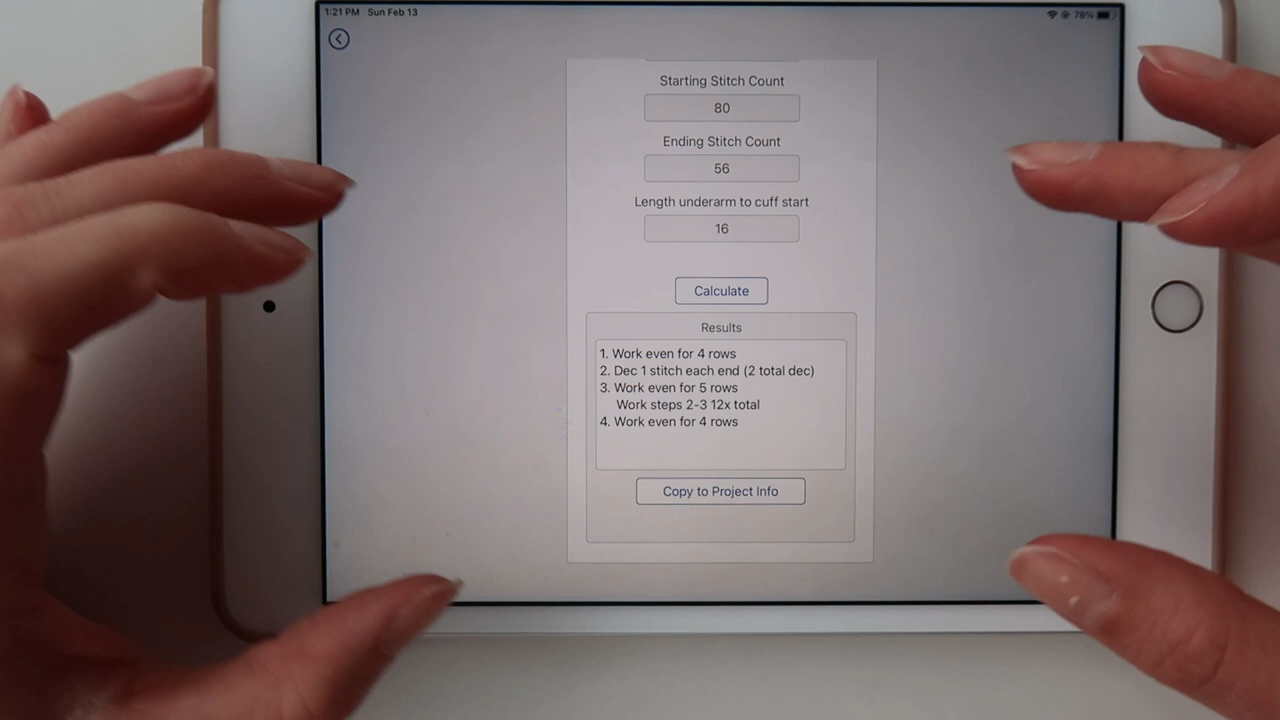 1:21 PM Sun Feb 13
78%
Starting Stitch Count
80
Ending Stitch Count
56
Length underarm to cuff start
16
Calculate
Results
1. Work even for 4 rows
2. Dec 1 stitch each end (2 total dec)
3. Work even for 5 rows
Work steps 2-3 12x total
4. Work even for 4 rows
Copy to Project Info